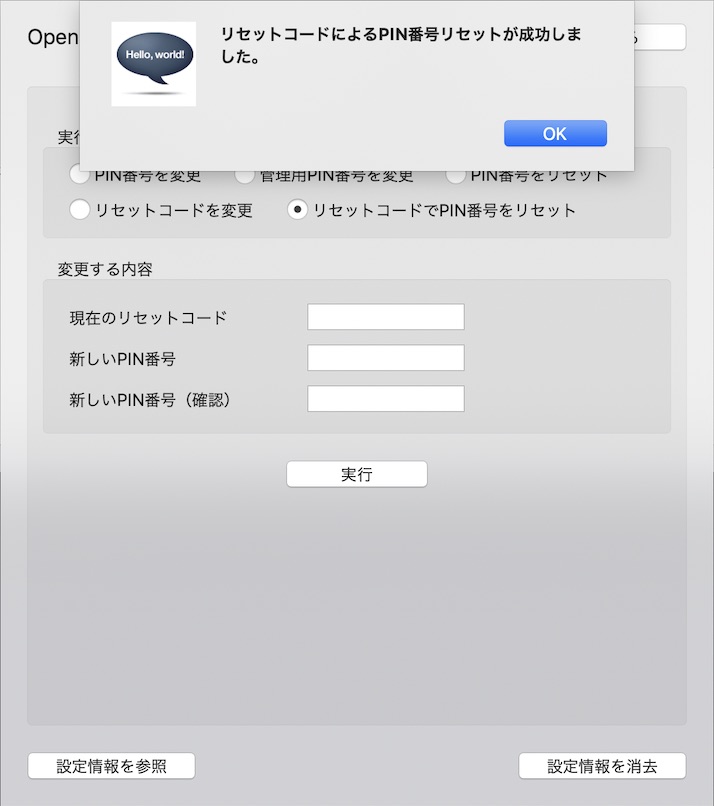 Open
Hello, world!
リセットコードによるPIN番号リセットが成功しま
した。
OK
実行
PIN番号を変更
管理用PIN番号を変更
PIN番号をリセット
リセットコードを変更
リセットコードでPIN番号をリセット
変更する内容
現在のリセットコード
新しいPIN番号
新しいPIN番号（確認）
実行
設定情報を参照
設定情報を消去